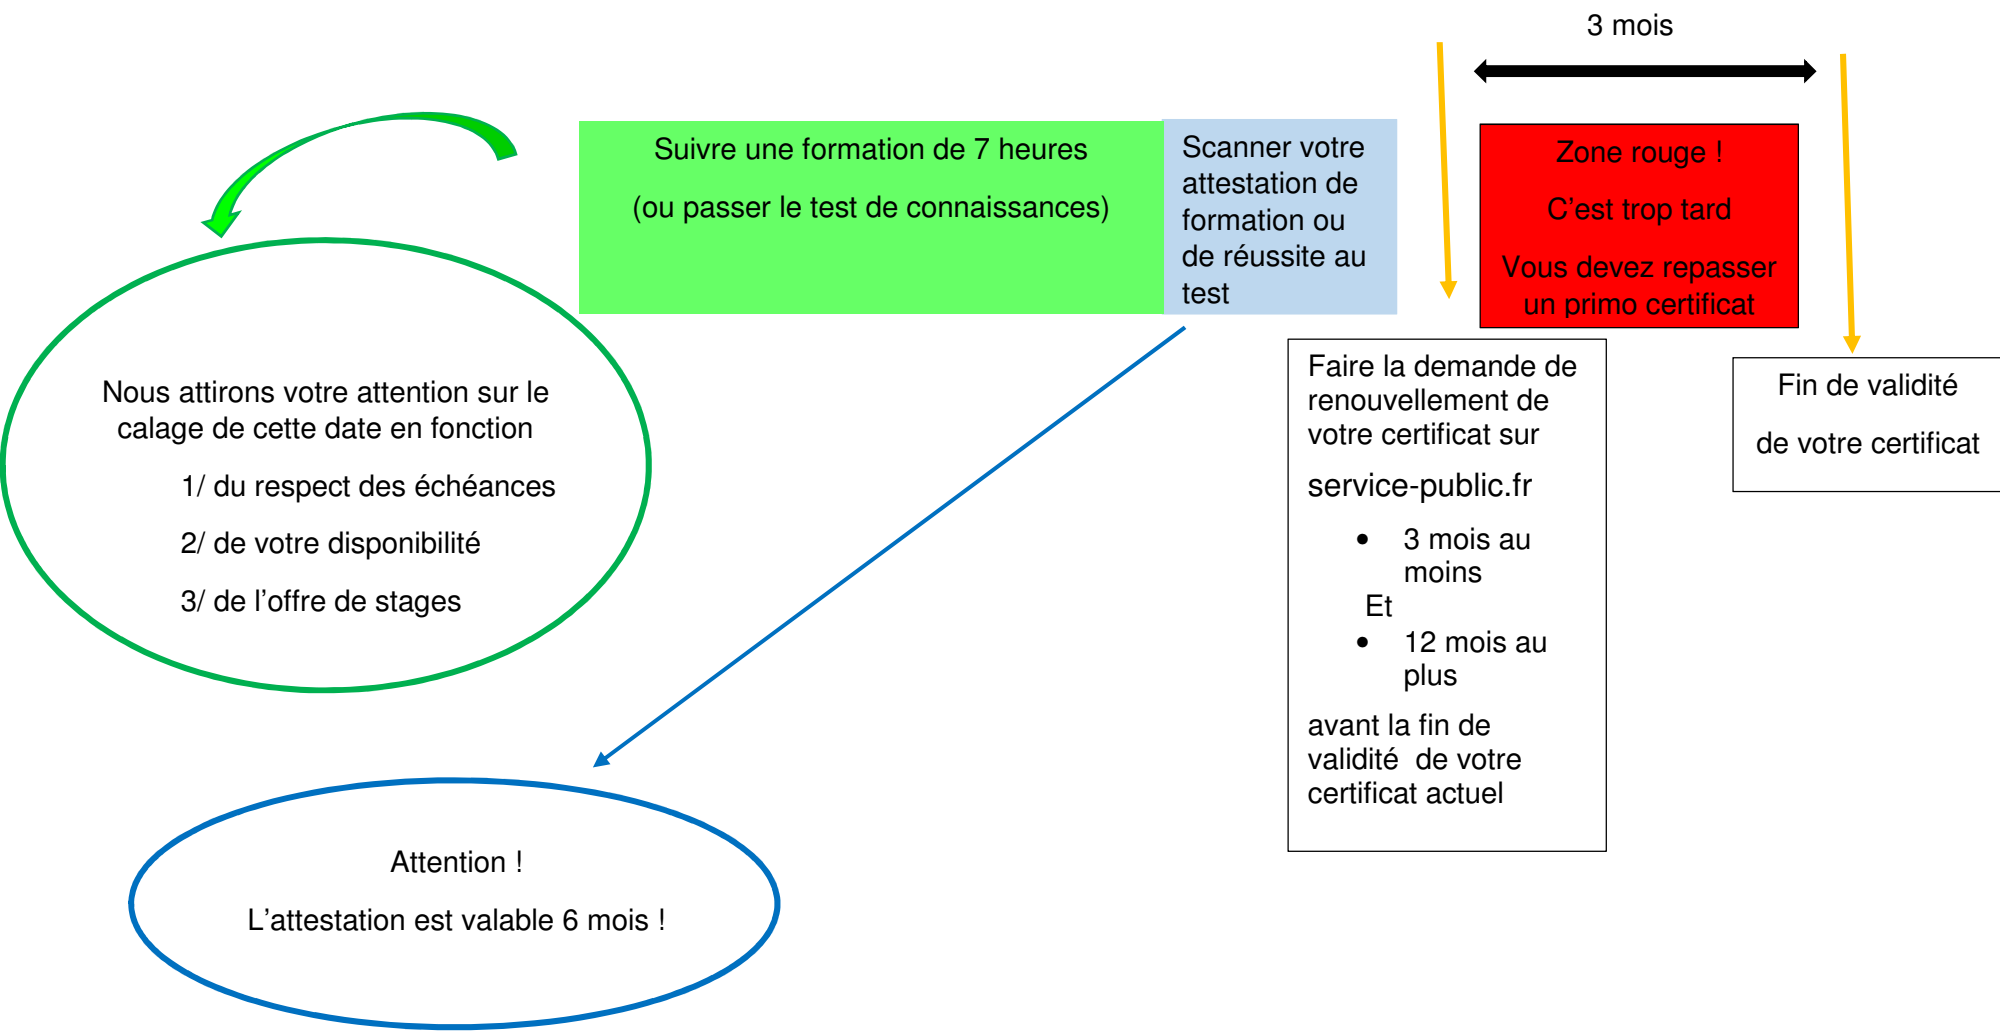 3 mois
Suivre une formation de 7 heures
(ou passer le test de connaissances)
Scanner votre
attestation de
formation ou
de réussite au
test
Zone rouge !
C'est trop tard
Vous devez repasser
un primo certificat
Nous attirons votre attention sur le
calage de cette date en fonction
1/ du respect des échéances
2/ de votre disponibilité
3/ de l'offre de stages
Faire la demande de
renouvellement de
votre certificat sur
service-public.fr
• 3 mois au
moins
Et
• 12 mois au
plus
avant la fin de
validité  de votre
certificat actuel
Fin de validité
de votre certificat
Attention !
L'attestation est valable 6 mois !